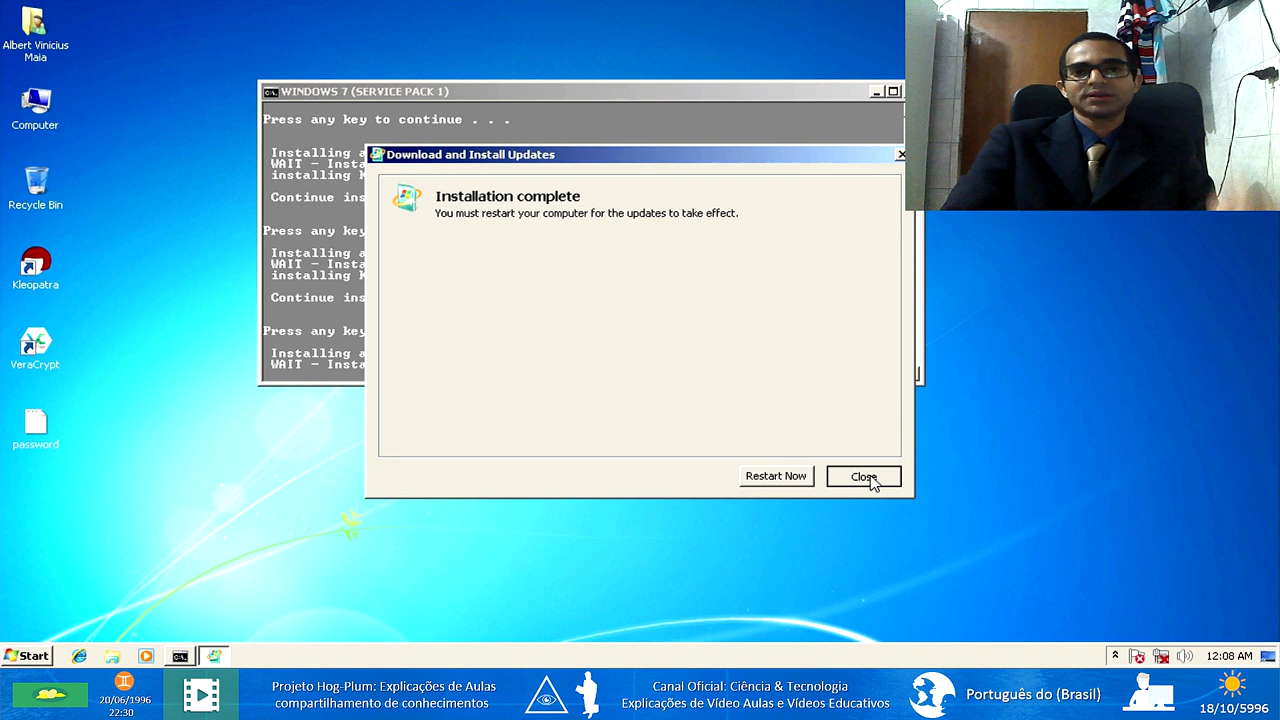 Albert Vinicius
Maia
Computer
Recycle Bin
Kleopatra
VeraCrypt
password
WINDOWS 7 (SERVICE PACK 1)
Press any key to continue . . .
Installing a
WAIT - Insta
installing K
Continue ins
Press any key
Installing a
WAIT - Insta
installing K
Continue ins
Press any key
Installing a
WAIT - Insta
Download and Install Updates
Installation complete
You must restart your computer for the updates to take effect.
Restart Now
Close
Start
12:08 AM
20/06/1996
22:30
Projeto Hog-Plum: Explicações de Aulas
compartilhamento de conhecimentos
Canal Oficial: Ciência & Tecnologia
Explicações de Vídeo Aulas e Vídeos Educativos
Português do (Brasil)
18/10/5996